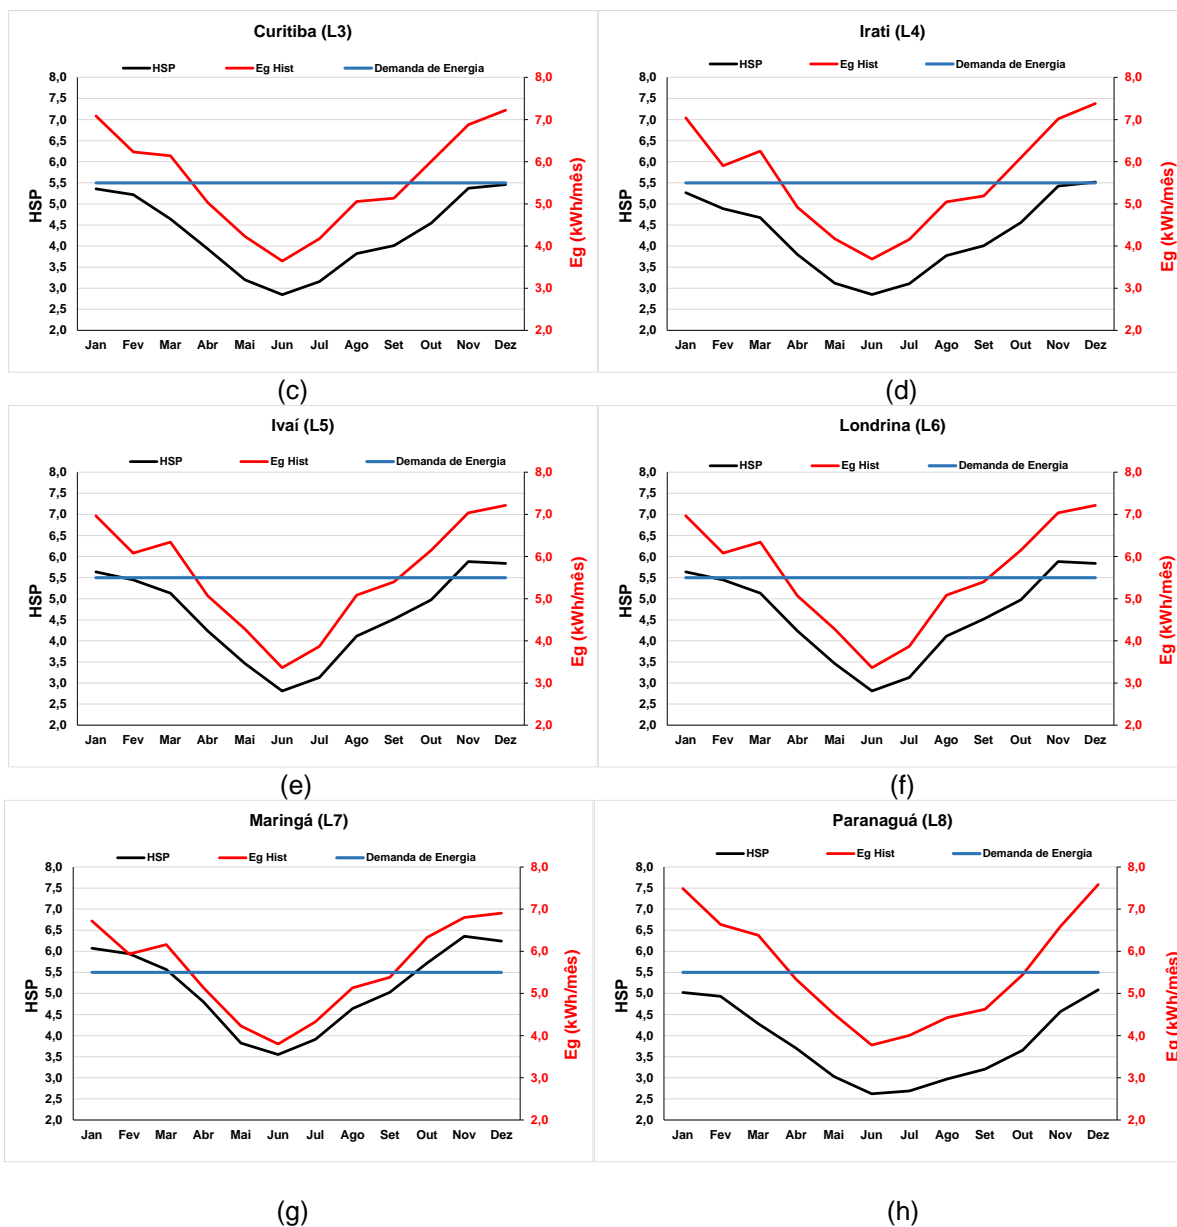 Curitiba (L3)
HSP Eg Hist Demanda de Energia
8,0 8,0
7,5
7,0 7,0
6,5
6,0 6,0
5,5
5,0 5,0
4,5
4,0 4,0
3,5
3,0 3,0
2,5
2,0 2,0
HSP
Eg (kWh/mês)
Jan Fev Mar Abr Mai Jun Jul Ago Set Out Nov Dez
(c)
Irati (L4)
HSP Eg Hist Demanda de Energia
8,0 8,0
7,5
7,0 7,0
6,5
6,0 6,0
5,5
5,0 5,0
4,5
4,0 4,0
3,5
3,0 3,0
2,5
2,0 2,0
HSP
Eg (kWh/mês)
Jan Fev Mar Abr Mai Jun Jul Ago Set Out Nov Dez
(d)
Ivaí (L5)
HSP Eg Hist Demanda de Energia
8,0 8,0
7,5
7,0 7,0
6,5
6,0 6,0
5,5
5,0 5,0
4,5
4,0 4,0
3,5
3,0 3,0
2,5
2,0 2,0
HSP
Eg (kWh/mês)
Jan Fev Mar Abr Mai Jun Jul Ago Set Out Nov Dez
(e)
Londrina (L6)
HSP Eg Hist Demanda de Energia
8,0 8,0
7,5
7,0 7,0
6,5
6,0 6,0
5,5
5,0 5,0
4,5
4,0 4,0
3,5
3,0 3,0
2,5
2,0 2,0
HSP
Eg (kWh/mês)
Jan Fev Mar Abr Mai Jun Jul Ago Set Out Nov Dez
(f)
Maringá (L7)
HSP Eg Hist Demanda de Energia
8,0 8,0
7,5
7,0 7,0
6,5
6,0 6,0
5,5
5,0 5,0
4,5
4,0 4,0
3,5
3,0 3,0
2,5
2,0 2,0
HSP
Eg (kWh/mês)
Jan Fev Mar Abr Mai Jun Jul Ago Set Out Nov Dez
(g)
Paranaguá (L8)
HSP Eg Hist Demanda de Energia
8,0 8,0
7,5
7,0 7,0
6,5
6,0 6,0
5,5
5,0 5,0
4,5
4,0 4,0
3,5
3,0 3,0
2,5
2,0 2,0
HSP
Eg (kWh/mês)
Jan Fev Mar Abr Mai Jun Jul Ago Set Out Nov Dez
(h)